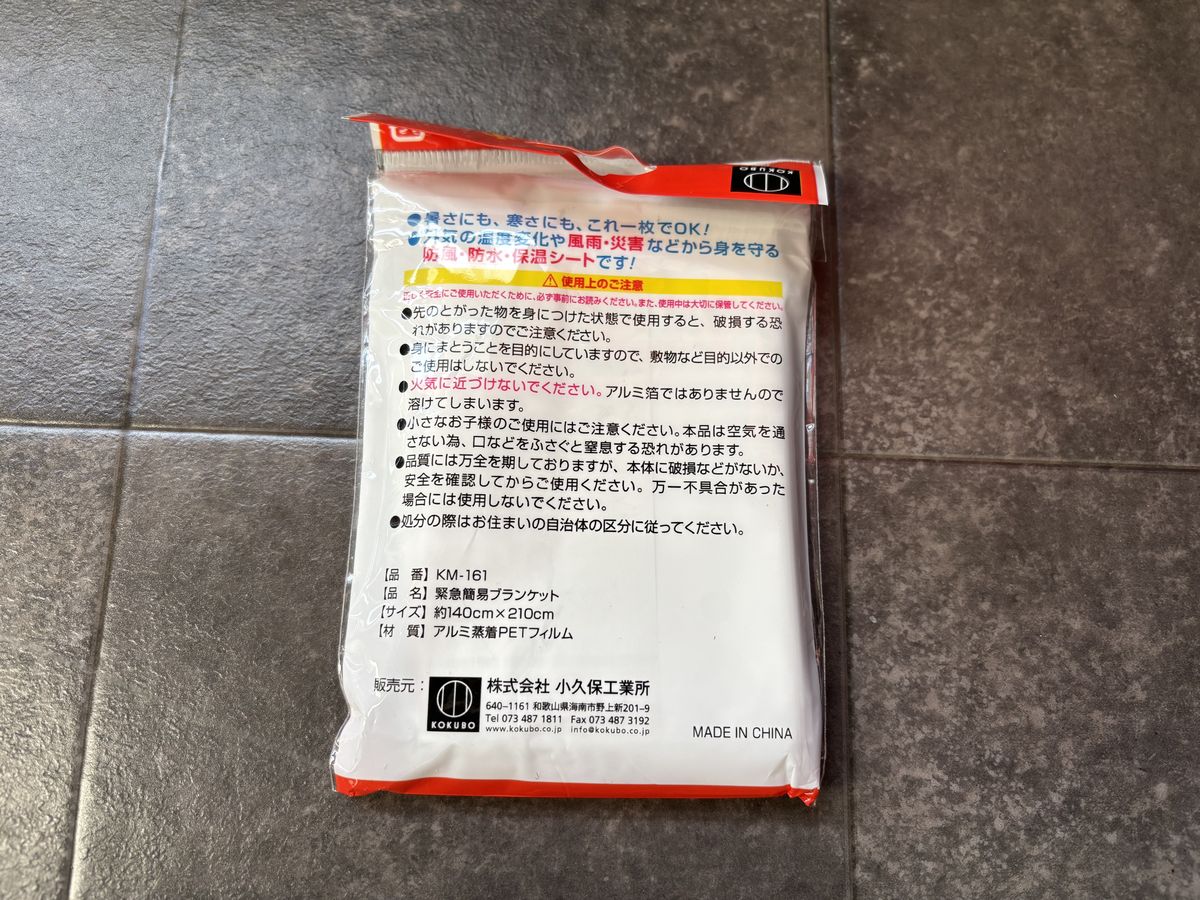 KOKUBO
●暑さにも、寒さにも、これ一枚でOK!
●外気の温度変化や風雨・災害などから身を守る
防風・防水・保温シートです!
⚠使用上のご注意
正しく安全にご使用いただくために、必ず事前にお読みください。また、使用中は大切に保管してください。
●先のとがった物を身につけた状態で使用すると、破損する恐
れがありますのでご注意ください。
●身にまとうことを目的にしていますので、敷物など目的以外での
ご使用はしないでください。
●火気に近づけないでください。アルミ箔ではありませんので
溶けてしまいます。
●小さなお子様のご使用にはご注意ください。本品は空気を通
さない為、口などをふさぐと窒息する恐れがあります。
●品質には万全を期しておりますが、本体に破損などがないか、
安全を確認してからご使用ください。万一不具合があった
場合には使用しないでください。
●処分の際はお住まいの自治体の区分に従ってください。
【品 番】KM-161
【品 名】緊急簡易ブランケット
【サイズ】約140cm×210cm
【材 質】アルミ蒸着PETフィルム
販売元: KOKUBO 株式会社 小久保工業所
640-1161 和歌山県海南市野上新201-9
Tel 073 487 1811 Fax 073 487 3192
www.kokubo.co.jp info@kokubo.co.jp
MADE IN CHINA